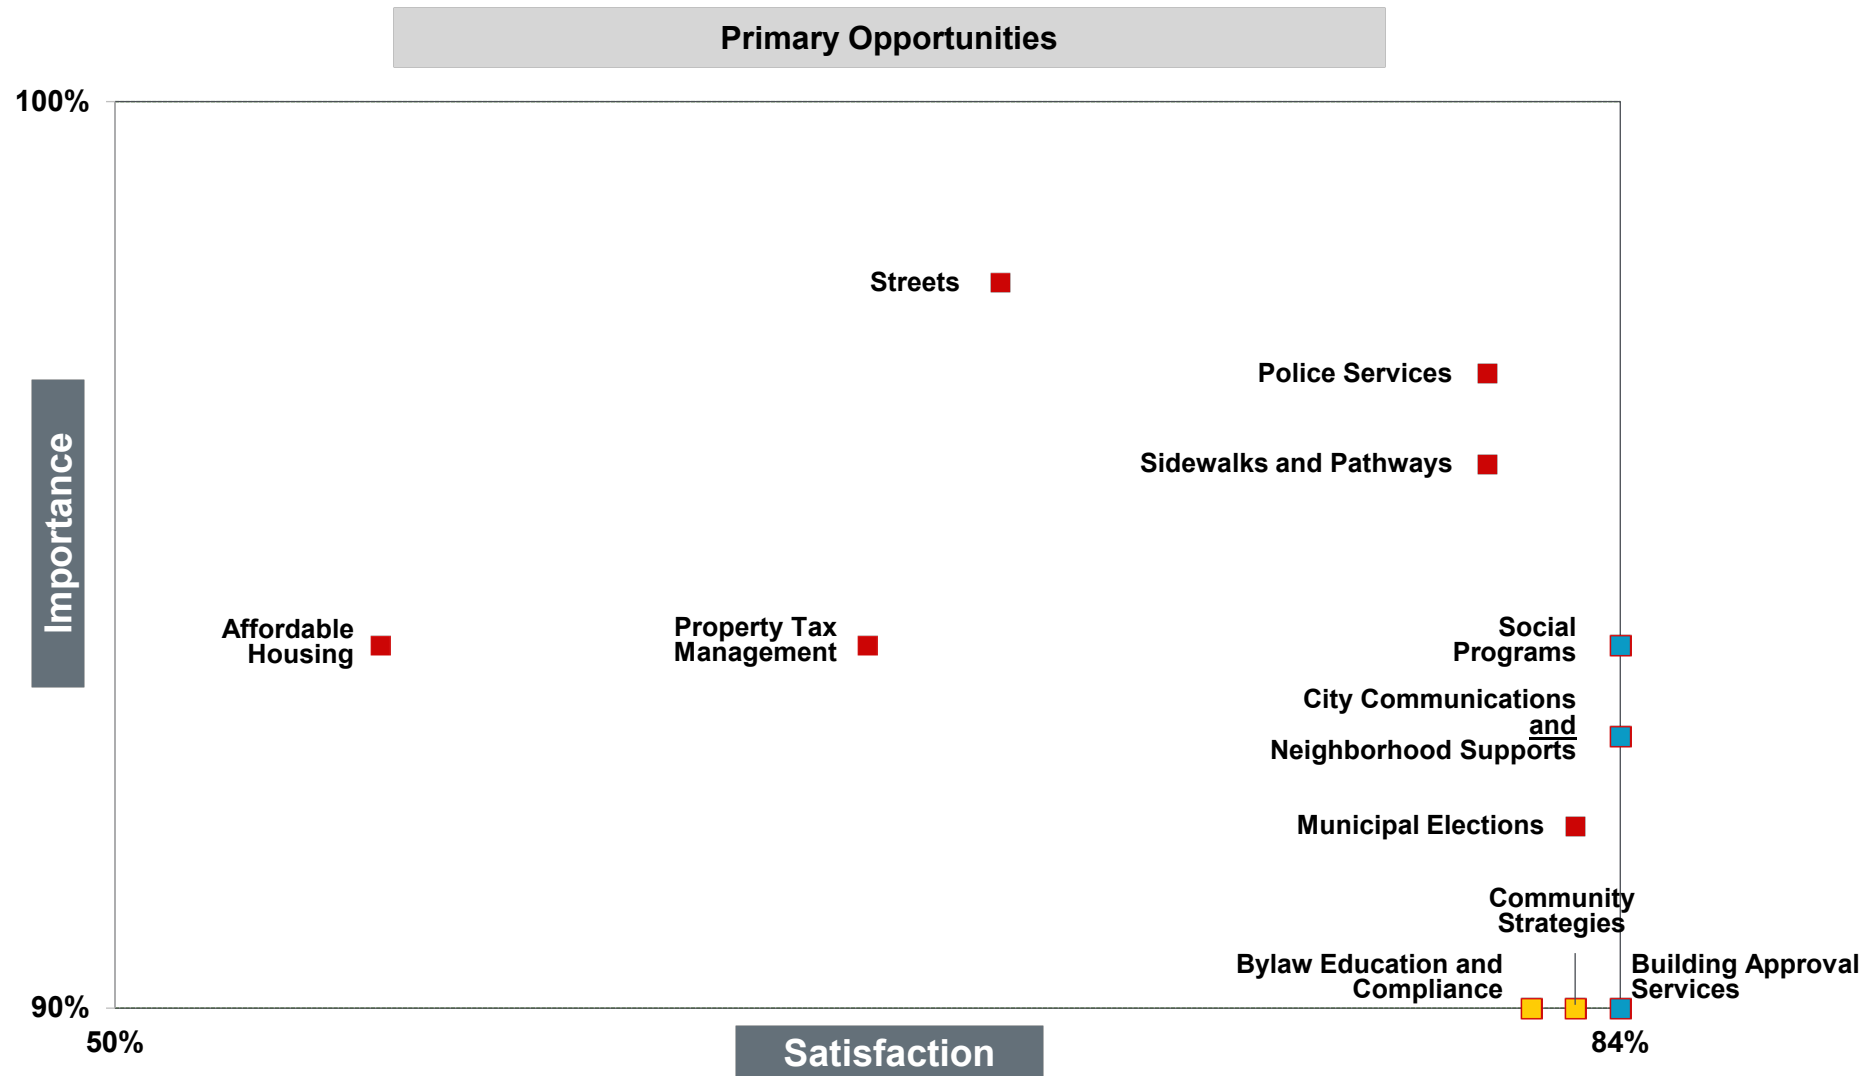 Primary Opportunities
100%
Streets
Police Services
Sidewalks and Pathways
Importance
Affordable
Housing
Property Tax
Management
Social
Programs
City Communications
and
Neighborhood Supports
Municipal Elections
Community
Strategies
Bylaw Education and
Compliance
Building Approval
Services
90%
50%
Satisfaction
84%